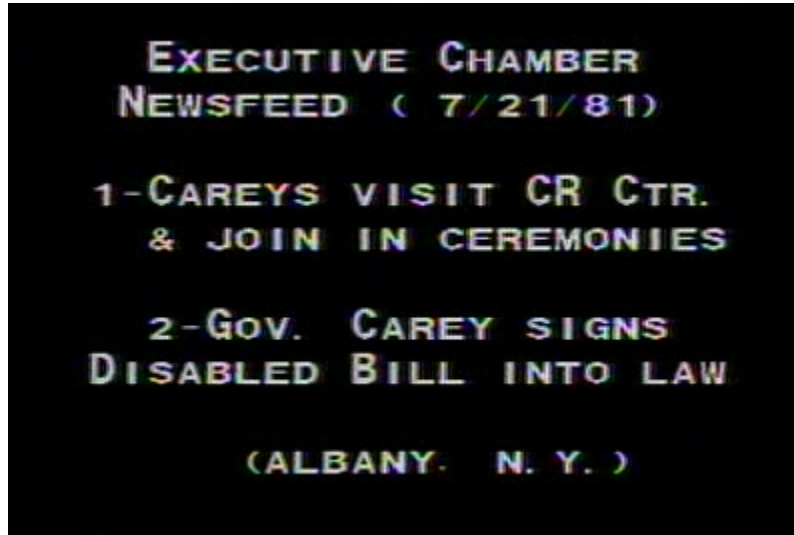 EXECUTIVE CHAMBER
NEWSFEED ( 7/21/81)
1-CAREYS VISIT CR CTR.
& JOIN IN CEREMONIES
2-GOV. CAREY SIGNS
DISABLED BILL INTO LAW
(ALBANY. N.Y.)